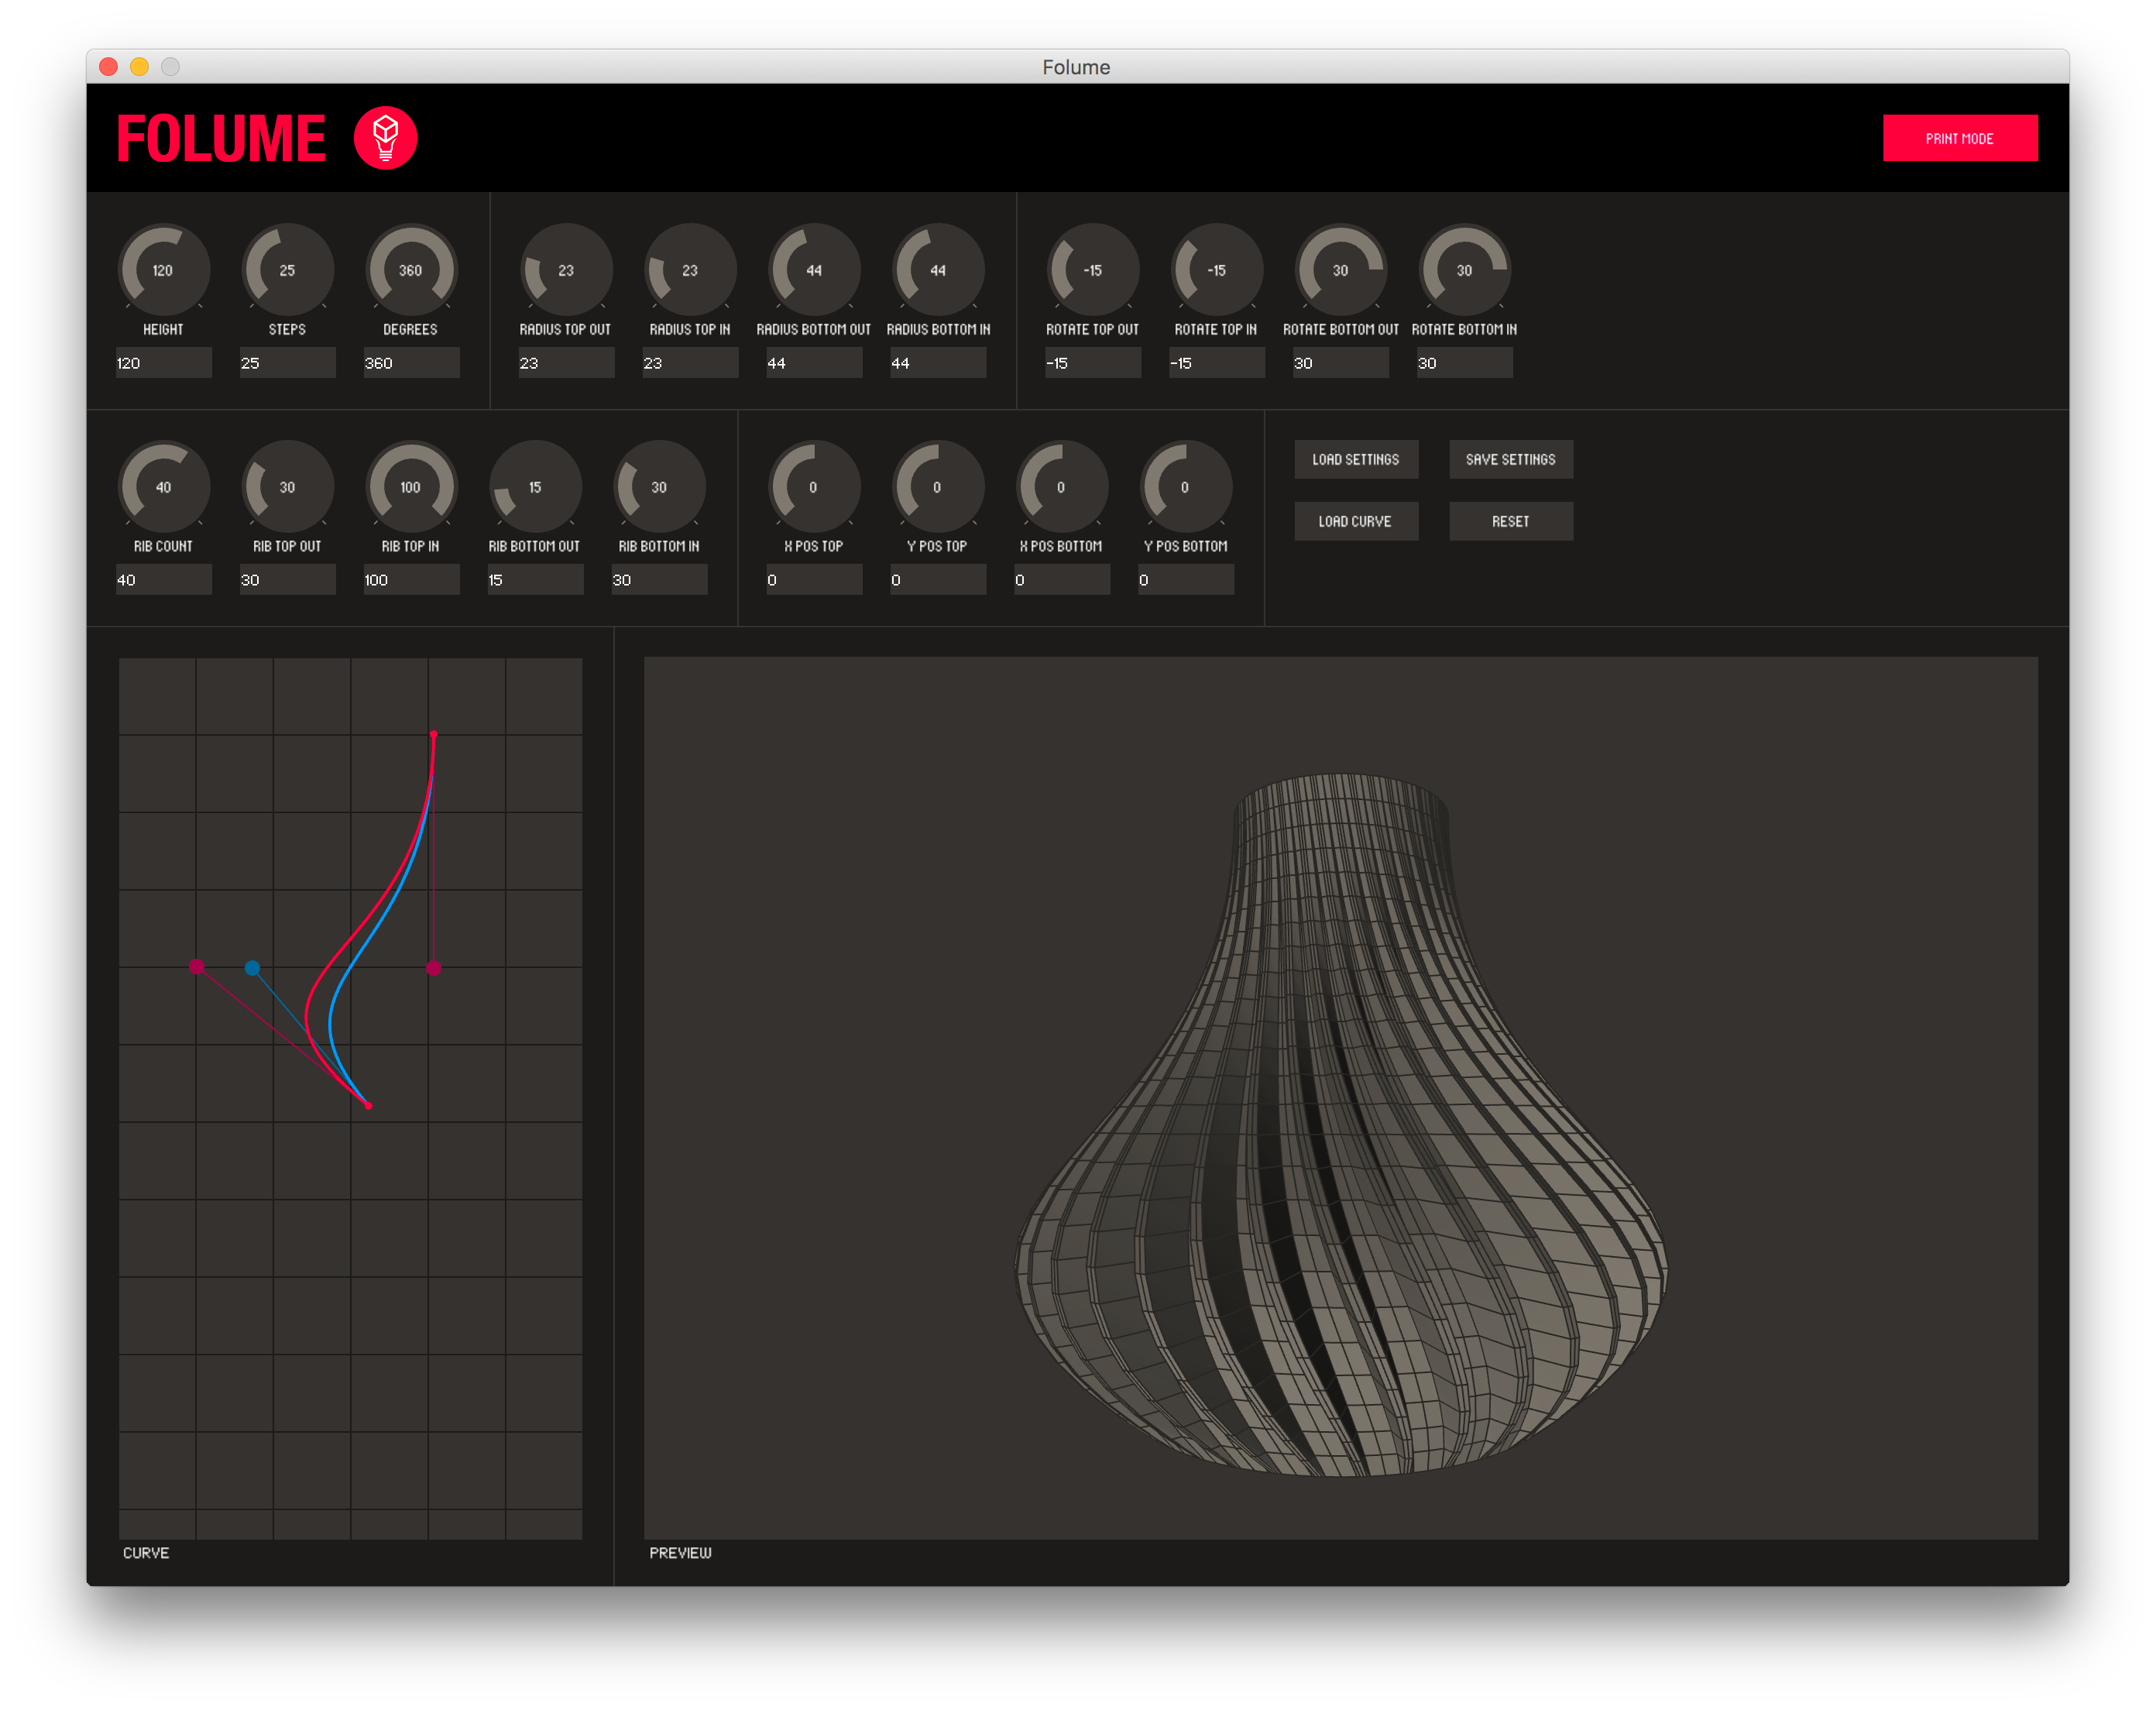 Folume
FOLUME
PRINT MODE
120 25 360 23 23 44 44 -15 -15 30 30
HEIGHT STEPS DEGREES RADIUS TOP OUT RADIUS TOP IN RADIUS BOTTOM OUT RADIUS BOTTOM IN ROTATE TOP OUT ROTATE TOP IN ROTATE BOTTOM OUT ROTATE BOTTOM IN
120 25 360 23 23 44 44 -15 -15 30 30
40 30 100 15 30 0 0 0 0
RIB COUNT RIB TOP OUT RIB TOP IN RIB BOTTOM OUT RIB BOTTOM IN X POS TOP Y POS TOP X POS BOTTOM Y POS BOTTOM
40 30 100 15 30 0 0 0 0
LOAD SETTINGS SAVE SETTINGS
LOAD CURVE RESET
CURVE PREVIEW